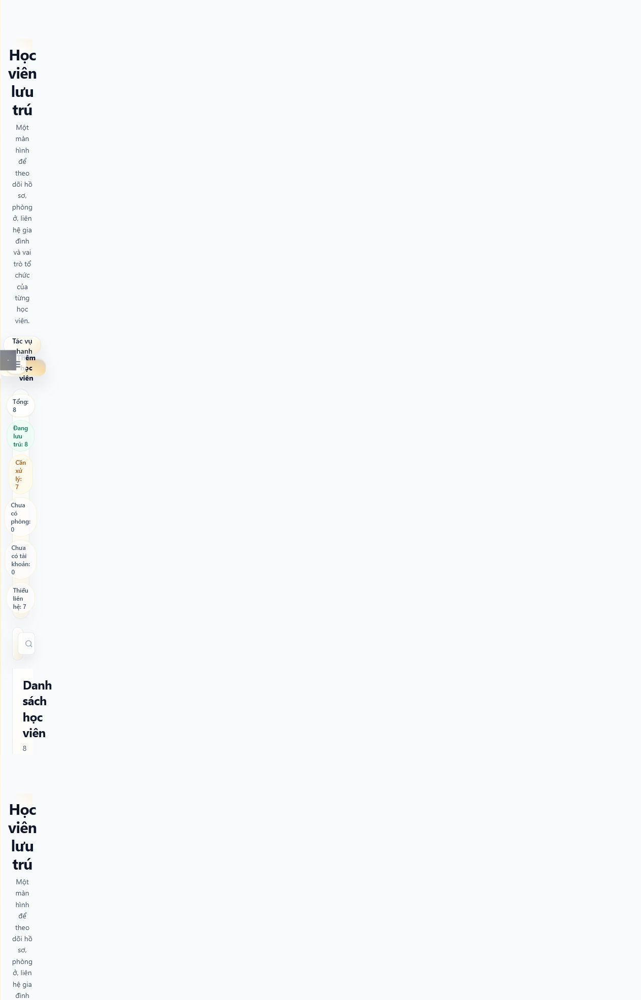 Học
viên
lưu
trú
Một
màn
hình
để
theo
dõi hồ
sơ,
phòng
ở, liên
hệ gia
đình
và vai
trò tổ
chức
của
từng
học
viên.
Tác vụ
hanh
Thêm
học
viên
Tổng:
8
Đang
lưu
trú: 8
Cần
xử
lý:
7
Chưa
có
phòng:
0
Chưa
có tài
khoản:
0
Thiếu
liên
hệ: 7
Danh
sách
học
viên
8
Học
viên
lưu
trú
Một
màn
hình
để
theo
dõi hồ
sơ,
phòng
ở, liên
hệ gia
đình